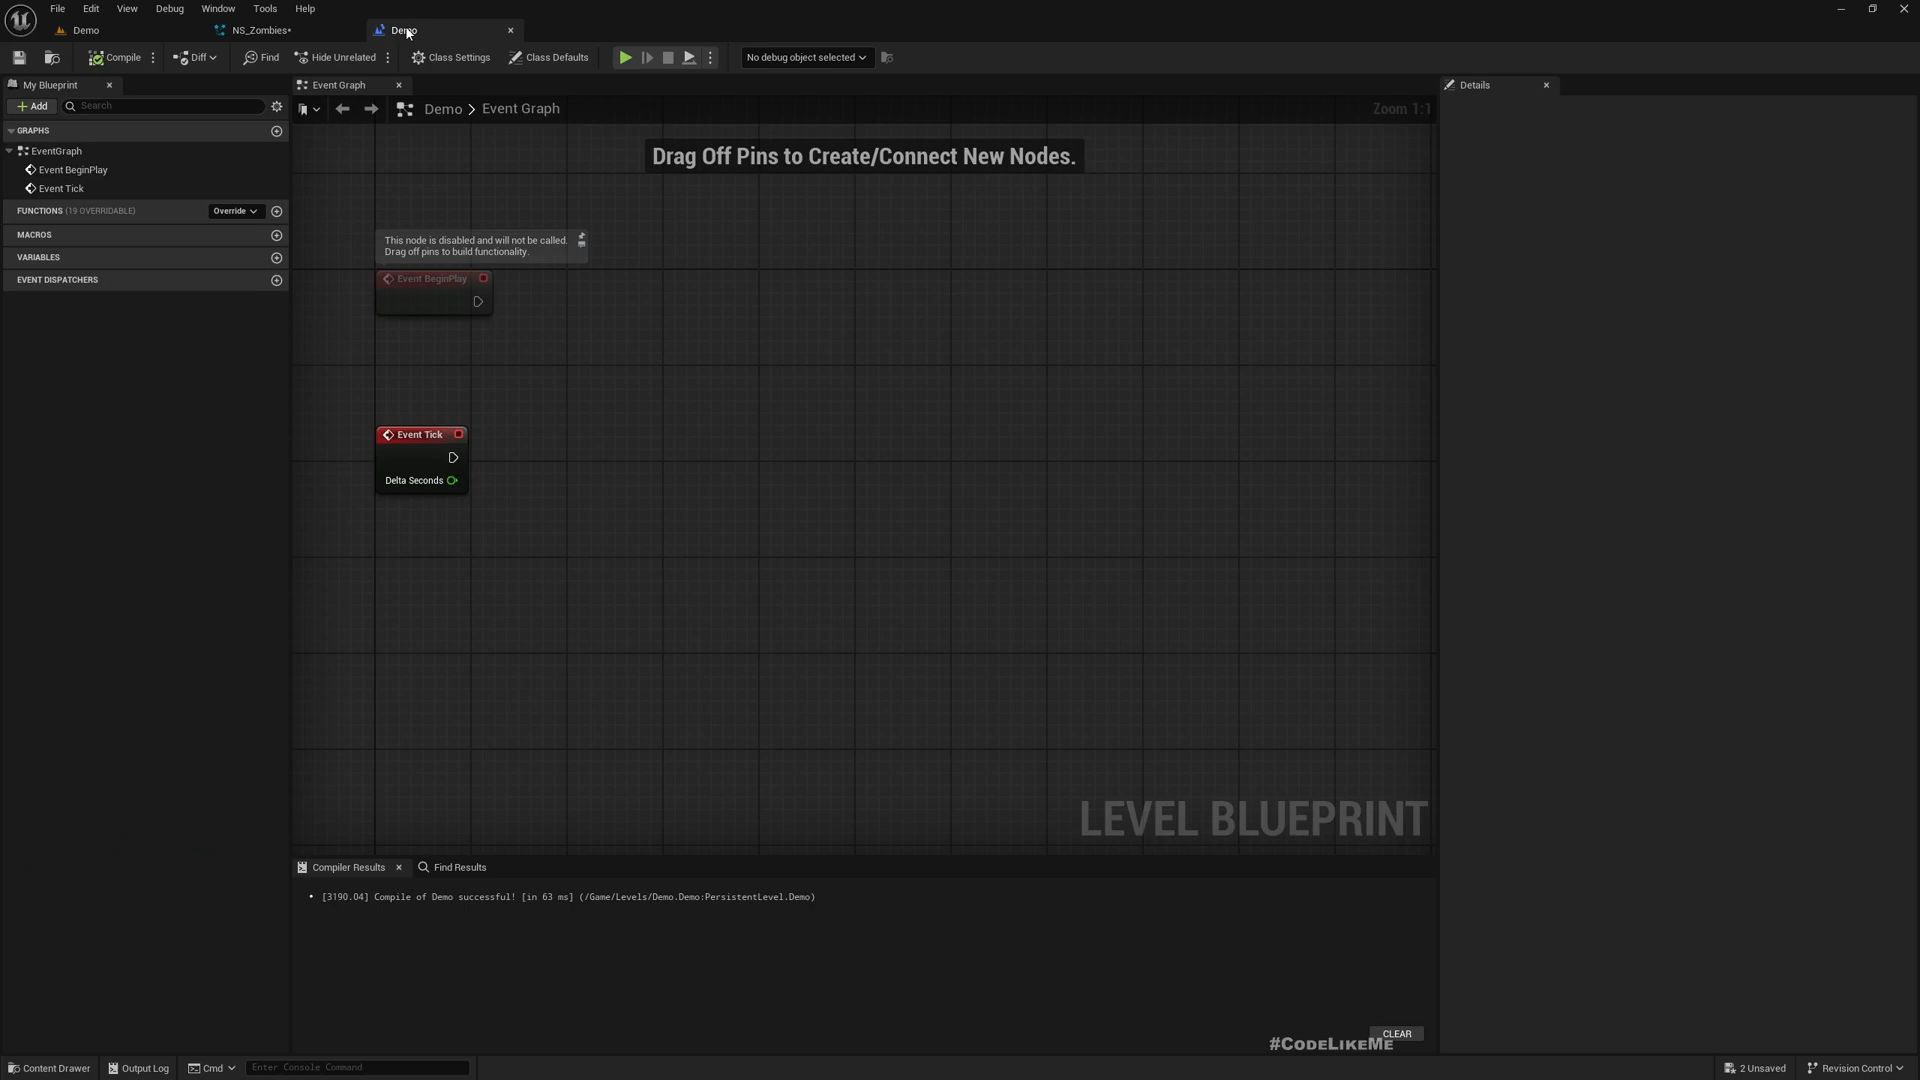 File Edit View Debug Window Tools Help
Demo NS_Zombies• Demo
Compile Diff Find Hide Unrelated Class Settings Class Defaults No debug object selected
My Blueprint Event Graph Details
Add Search Demo Event Graph Zoom 1:1
GRAPHS
EventGraph
Event BeginPlay
Event Tick
FUNCTIONS (19 OVERRIDABLE) Override
MACROS
VARIABLES
EVENT DISPATCHERS
Drag Off Pins to Create/Connect New Nodes.
This node is disabled and will not be called.
Drag off pins to build functionality.
Event BeginPlay
Event Tick
Delta Seconds
LEVEL BLUEPRINT
Compiler Results Find Results
• [3190.04] Compile of Demo successful! [in 63 ms] (/Game/Levels/Demo.Demo:PersistentLevel.Demo)
CLEAR
#CodeLikeMe
Content Drawer Output Log Cmd Enter Console Command 2 Unsaved Revision Control